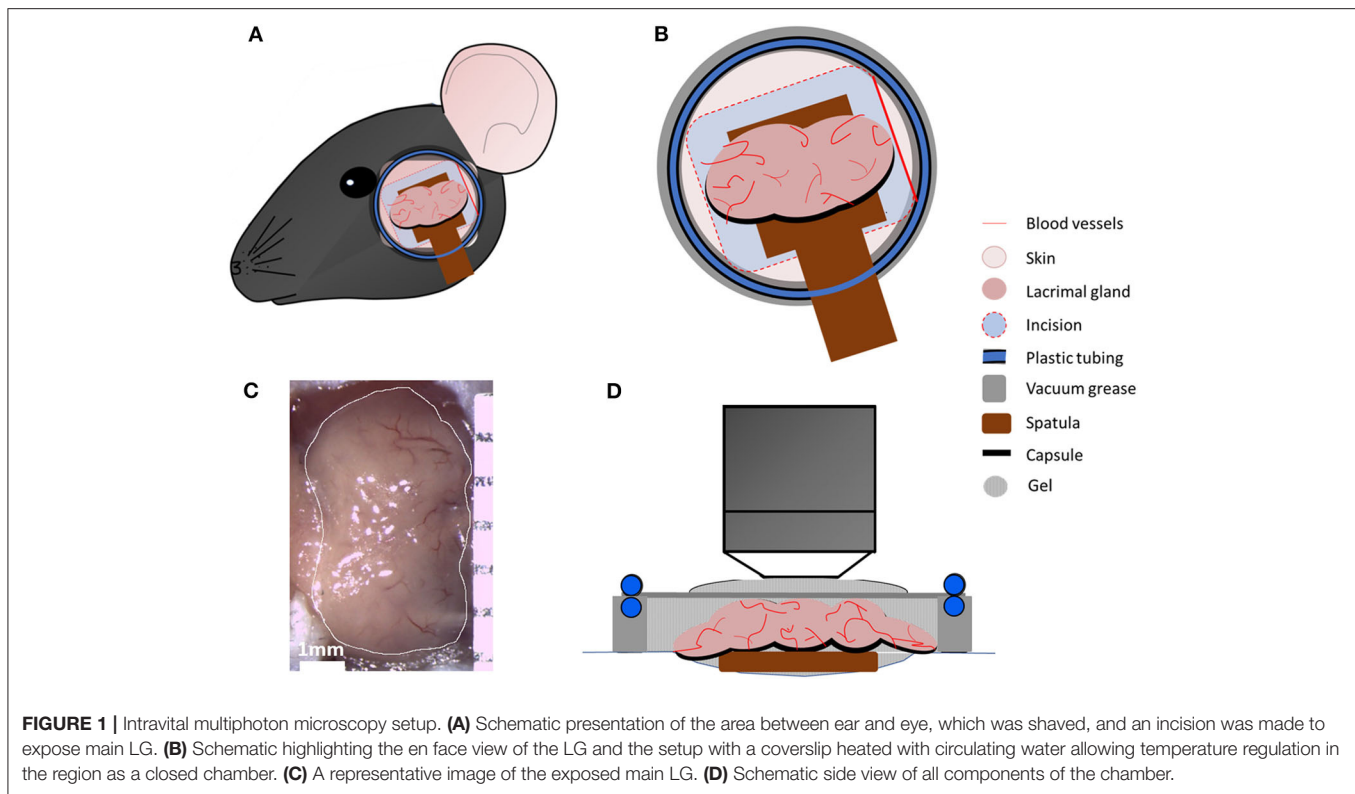 A
B
Blood vessels
Skin
Lacrimal gland
Incision
Plastic tubing
Vacuum grease
Spatula
Capsule
Gel
C
1mm
D
FIGURE 1 | Intravital multiphoton microscopy setup. (A) Schematic presentation of the area between ear and eye, which was shaved, and an incision was made to
expose main LG. (B) Schematic highlighting the en face view of the LG and the setup with a coverslip heated with circulating water allowing temperature regulation in
the region as a closed chamber. (C) A representative image of the exposed main LG. (D) Schematic side view of all components of the chamber.